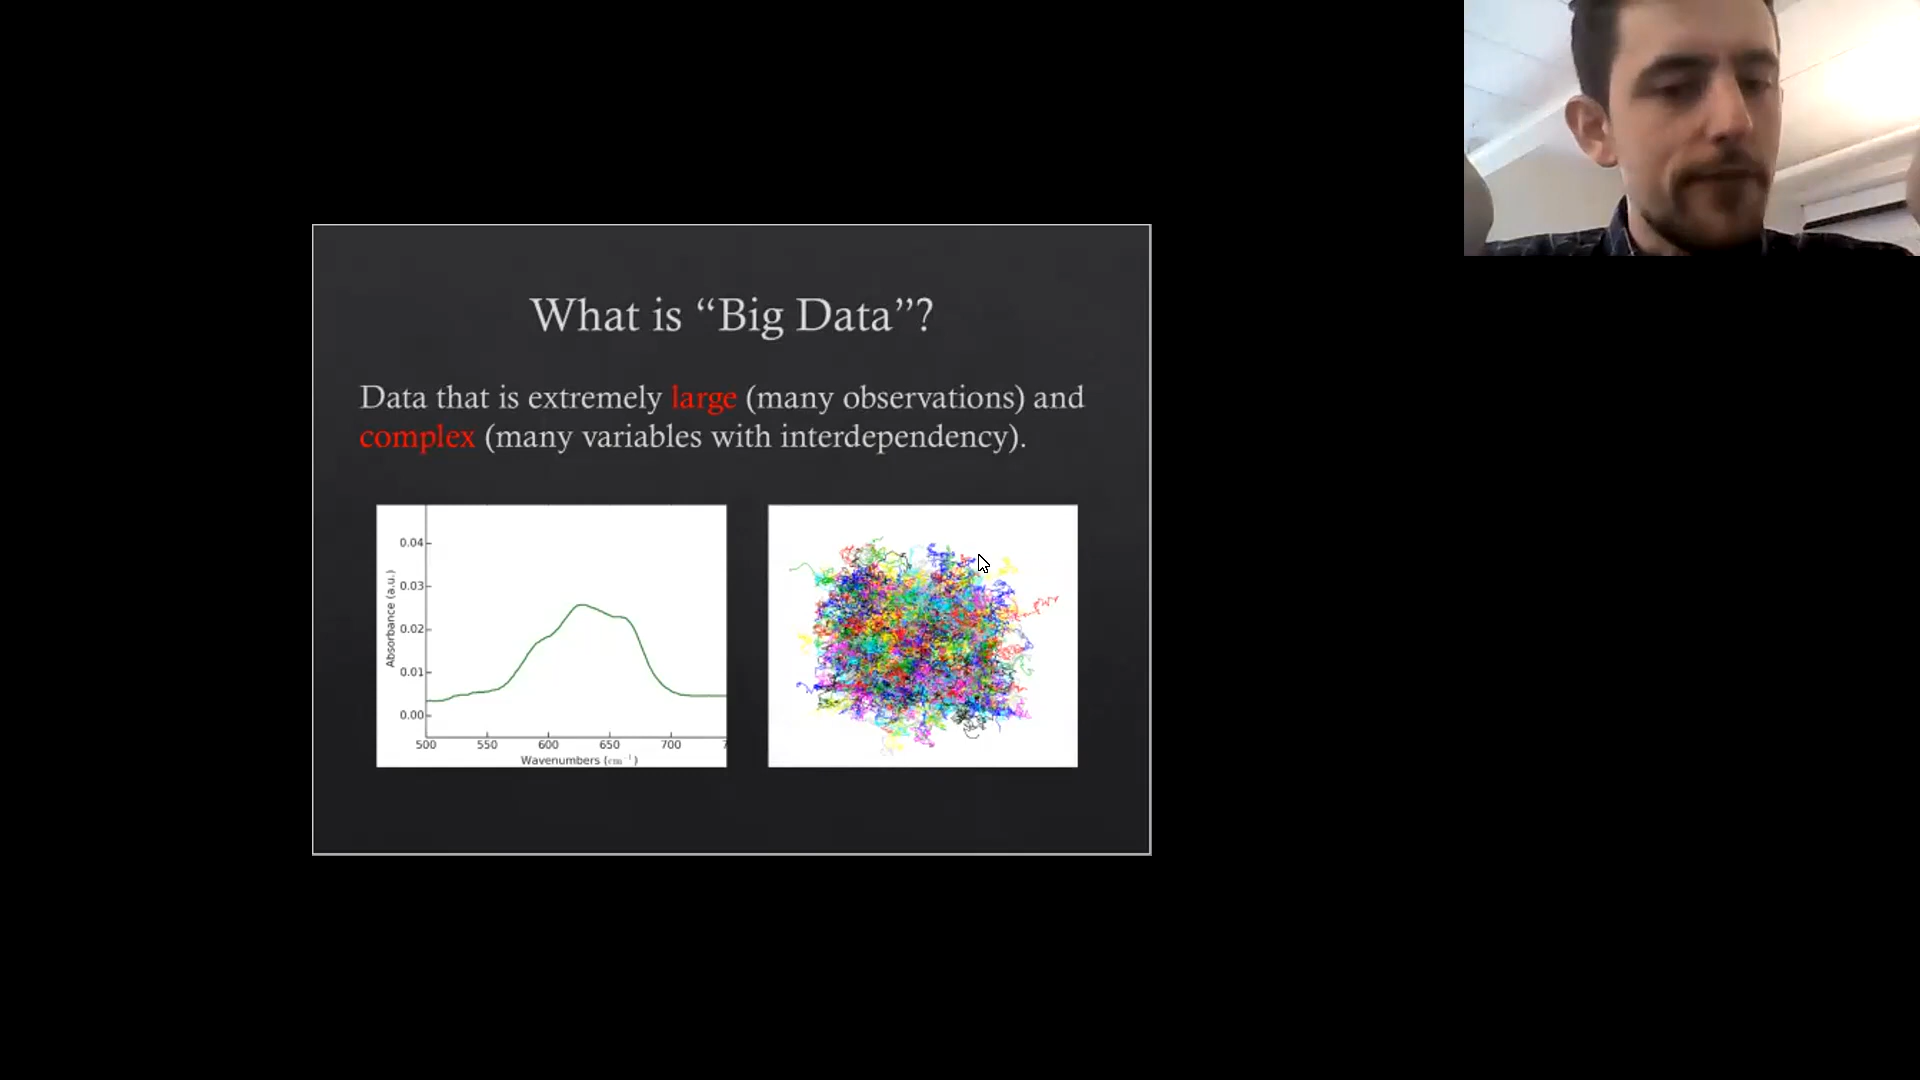 What is “Big Data”?
Data that is extremely large (many observations) and
complex (many variables with interdependency).
0.04
0.03
0.02
0.01
0.00
Absorbance (a.u.)
500 550 600 650 700
Wavenumbers (cm⁻¹)